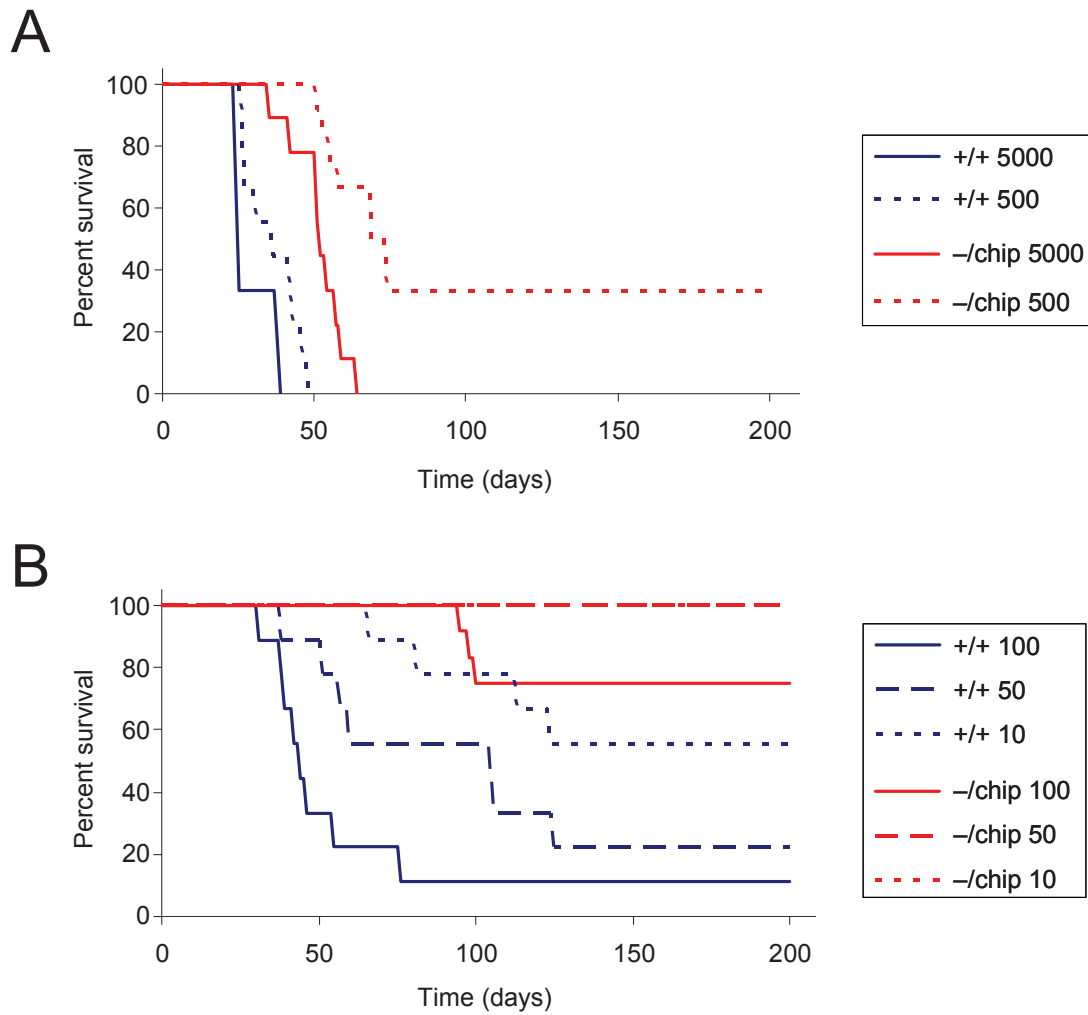 A
Percent survival
100
80
60
40
20
0
0 50 100 150 200
Time (days)
+/+ 5000
+/+ 500
–/chip 5000
–/chip 500
B
Percent survival
100
80
60
40
20
0
0 50 100 150 200
Time (days)
+/+ 100
+/+ 50
+/+ 10
–/chip 100
–/chip 50
–/chip 10